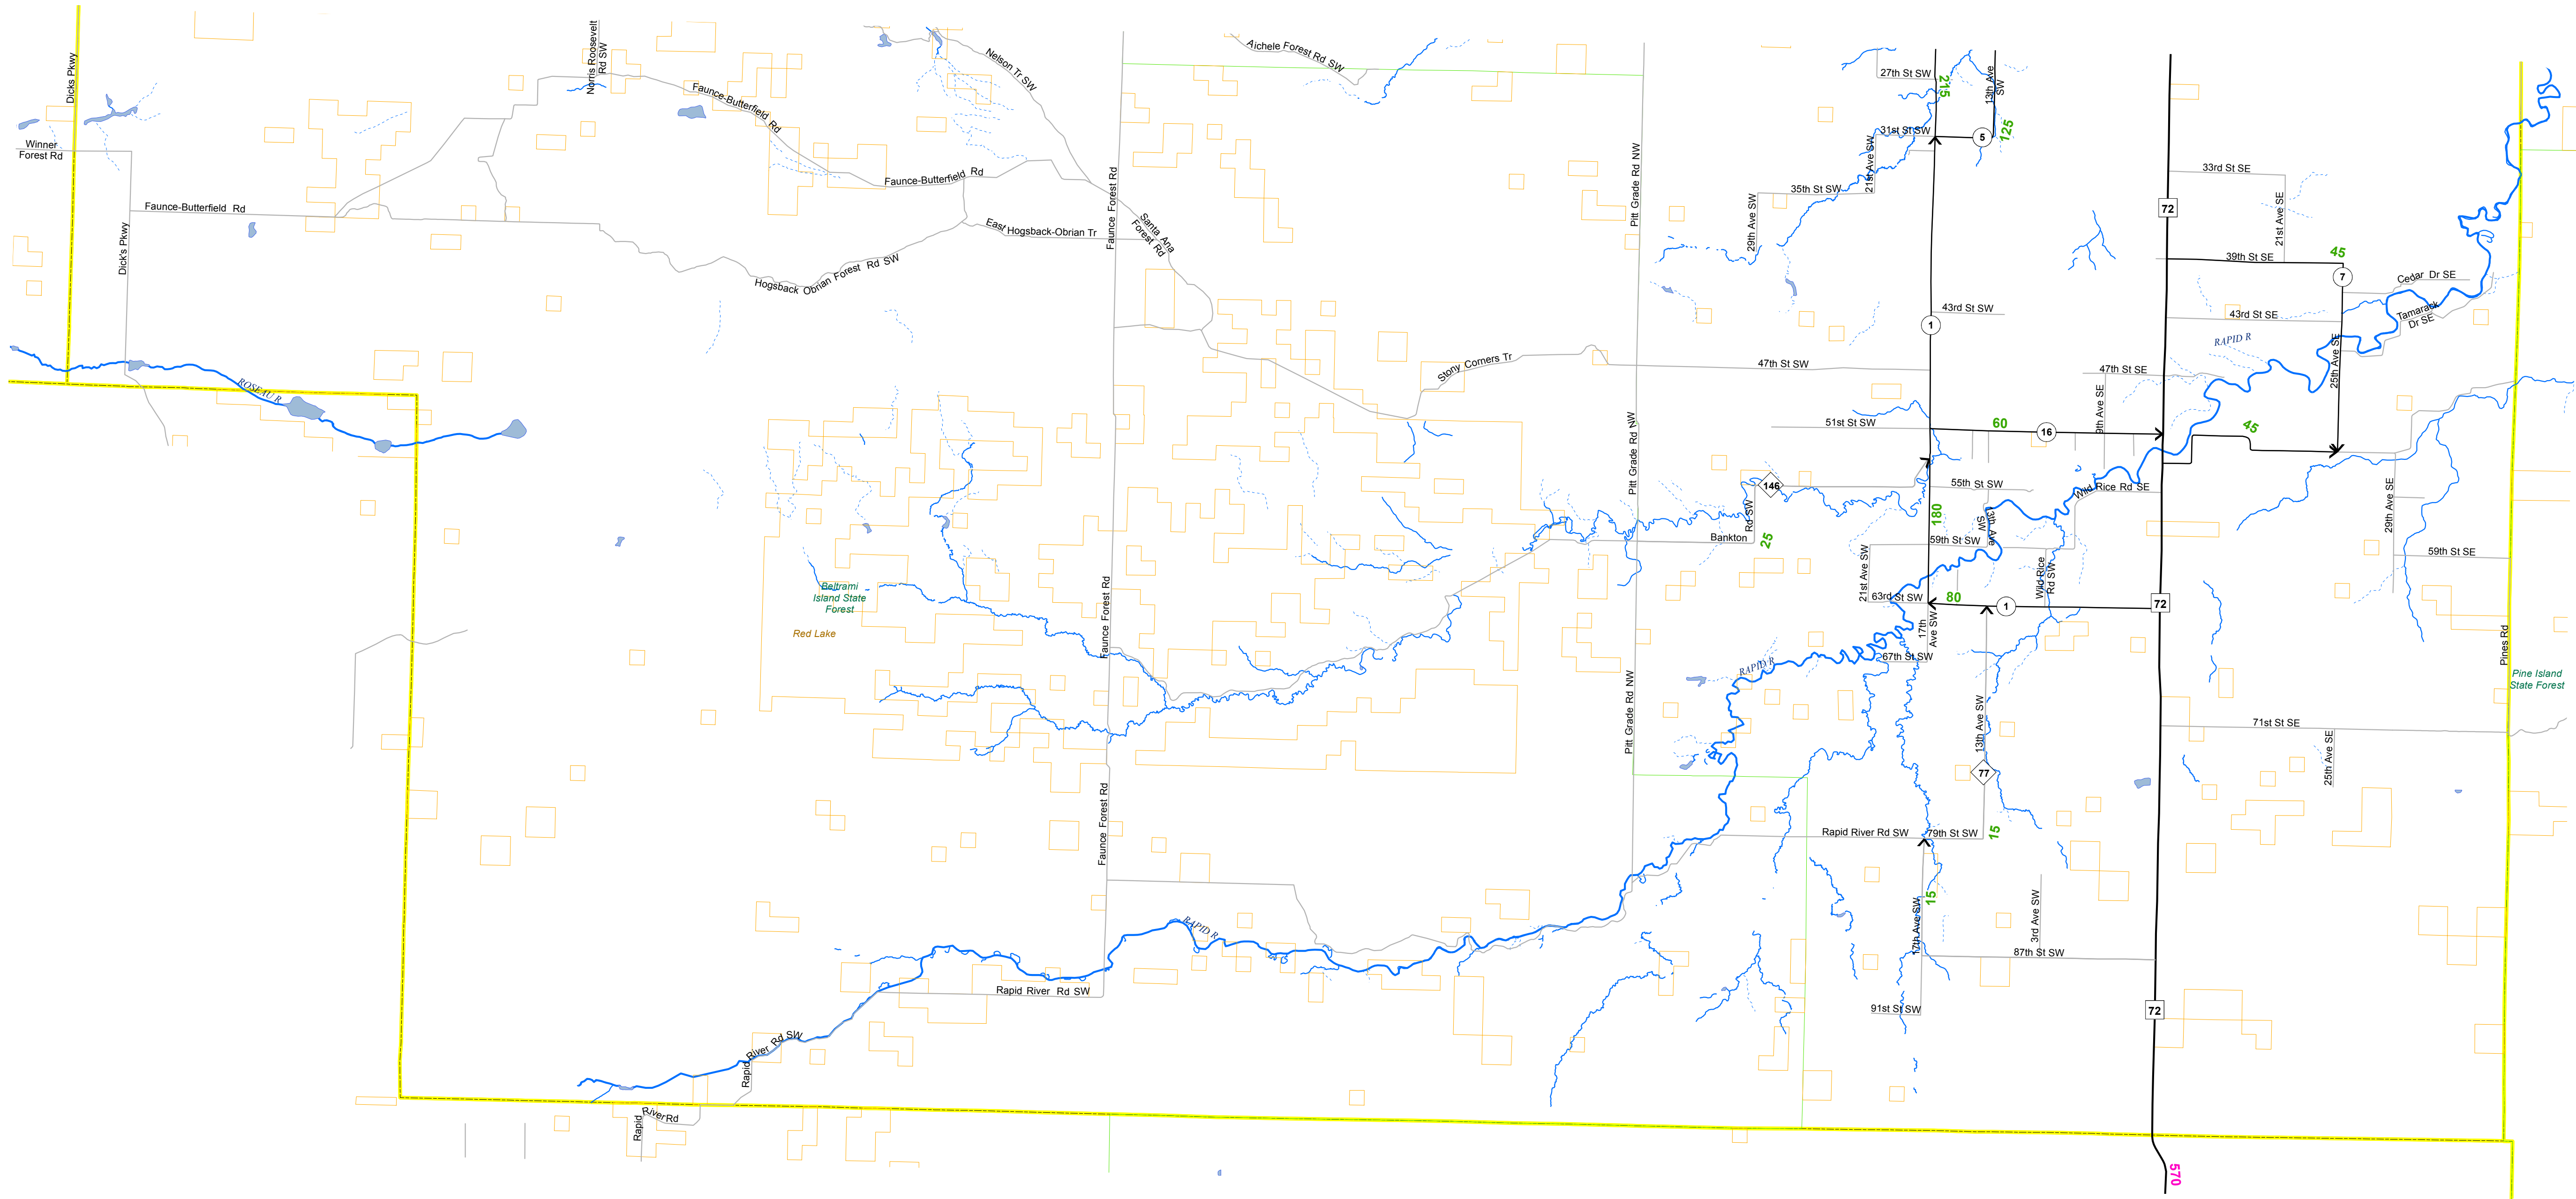 Dicks Pkwy
Winner
Forest Rd
Faunce-Butterfield Rd
Dick's Pkwy
Norris Roosevelt
Rd SW
Faunce-Butterfield Rd
Nelson Tr SW
Faunce-Butterfield Rd
East Hogsback-Obrian Tr
Hogsback Obrian Forest Rd SW
Faunce Forest Rd
Santa Ana
Forest Rd
Aichele Forest Rd SW
Pitt Grade Rd NW
27th St SW
215
13th Ave
SW
31st St SW
5
125
21st Ave SW
35th St SW
29th Ave SW
72
33rd St SE
21st Ave SE
39th St SE
45
7
Cedar Dr SE
43rd St SW
1
43rd St SE
Tamarack
Dr SE
RAPID R
25th Ave SE
Stony Corners Tr
47th St SW
47th St SE
9th Ave SE
ROSEAU R
51st St SW
60
16
45
Pitt Grade Rd NW
146
55th St SW
Wild Rice Rd SE
29th Ave SE
Rd SW
Bankton
25
180
13th Ave
SW
59th St SW
59th St SE
21st Ave SW
Wild Rice
Rd SW
Beltrami
Island State
Forest
Red Lake
Faunce Forest Rd
63rd St SW
80
1
72
17th
Ave SW
67th St SW
RAPID R
Pines Rd
Pine Island
State Forest
Pitt Grade Rd NW
13th Ave SW
71st St SE
25th Ave SE
77
Faunce Forest Rd
Rapid River Rd SW
79th St SW
15
15
17th Ave SW
3rd Ave SW
RAPID R
87th St SW
Rapid River Rd SW
91st St SW
72
Rapid River Rd SW
Rapid River Rd
570